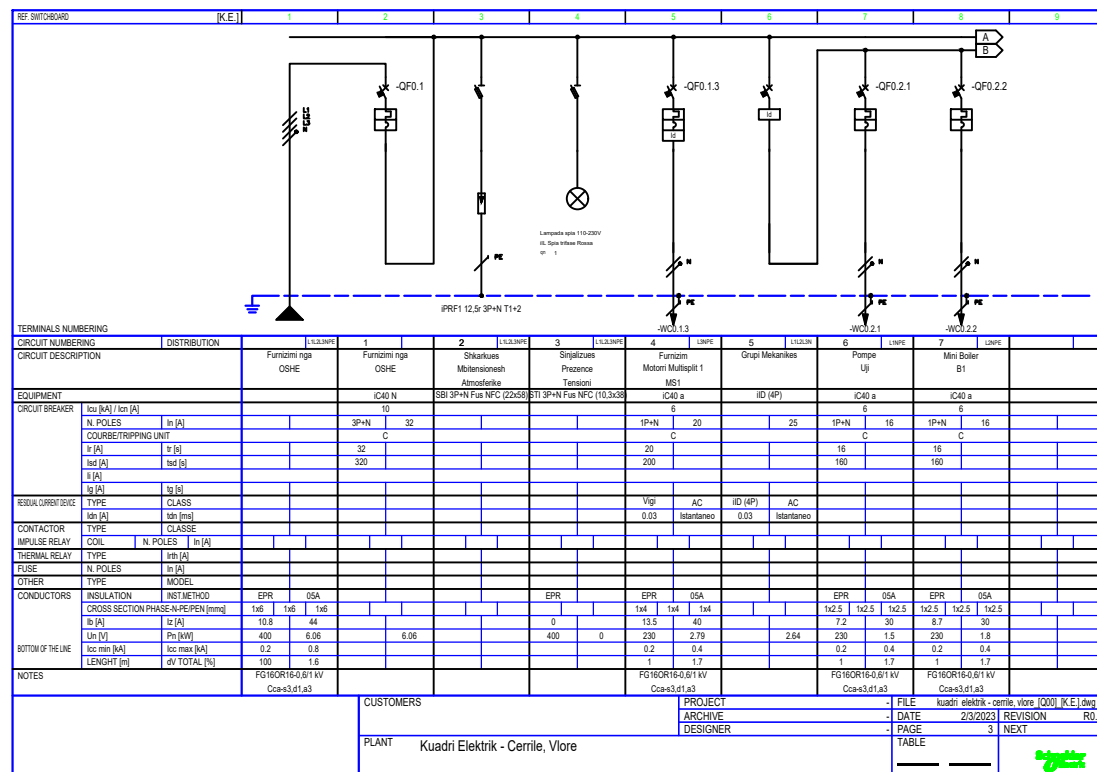 REF. SWITCHBOARD [K.E.] 1 2 3 4 5 6 7 8 9
A
B
-QF0.1 -QF0.1.3 -QF0.2.1 -QF0.2.2
Id
Id
Lampada spia 110-230V
iIL Spia trifase Rossa
qt: 1
N N N
PE
PE PE PE
iPRF1 12,5r 3P+N T1+2
TERMINALS NUMBERING -WC0.1.3 -WC0.2.1 -WC0.2.2
CIRCUIT NUMBERING DISTRIBUTION L1L2L3NPE 1 2 L1L2L3NPE 3 L1L2L3NPE 4 L3NPE 5 L1L2L3N 6 L1NPE 7 L2NPE
CIRCUIT DESCRIPTION Furnizimi nga Furnizimi nga Shkarkues Sinjalizues Furnizim Grupi Mekanikes Pompe Mini Boiler
OSHE OSHE Mbitensionesh Prezence Motorri Multisplit 1 Uji B1
Atmosferike Tensioni MS1
EQUIPMENT iC40 N SBI 3P+N Fus NFC (22x58) STI 3P+N Fus NFC (10,3x38) iC40 a iID (4P) iC40 a iC40 a
CIRCUIT BREAKER Icu [kA] / Icn [A] 10 6 6 6
N. POLES In [A] 3P+N 32 1P+N 20 25 1P+N 16 1P+N 16
COURBE/TRIPPING UNIT C C C C
Ir [A] tr [s] 32 20 16 16
Isd [A] tsd [s] 320 200 160 160
Ii [A]
Ig [A] tg [s]
RESIDUAL CURRENT DEVICE TYPE CLASS Vigi AC iID (4P) AC
Idn [A] tdn [ms] 0.03 Istantaneo 0.03 Istantaneo
CONTACTOR TYPE CLASSE
IMPULSE RELAY COIL N. POLES In [A]
THERMAL RELAY TYPE Irth [A]
FUSE N. POLES In [A]
OTHER TYPE MODEL
CONDUCTORS INSULATION INST.METHOD EPR 05A EPR EPR 05A EPR 05A EPR 05A
CROSS SECTION PHASE-N-PE/PEN [mmq] 1x6 1x6 1x6 1x4 1x4 1x4 1x2.5 1x2.5 1x2.5 1x2.5 1x2.5 1x2.5
Ib [A] Iz [A] 10.8 44 0 13.5 40 7.2 30 8.7 30
Un [V] Pn [kW] 400 6.06 6.06 400 0 230 2.79 2.64 230 1.5 230 1.8
BOTTOM OF THE LINE Icc min [kA] Icc max [kA] 0.2 0.8 0.2 0.4 0.2 0.4 0.2 0.4
LENGHT [m] dV TOTAL [%] 100 1.6 1 1.7 1 1.7 1 1.7
NOTES FG16OR16-0,6/1 kV FG16OR16-0,6/1 kV FG16OR16-0,6/1 kV FG16OR16-0,6/1 kV
Cca-s3,d1,a3 Cca-s3,d1,a3 Cca-s3,d1,a3 Cca-s3,d1,a3
CUSTOMERS PROJECT - FILE kuadri elektrik - cerrile, vlore_[Q00]_[K.E.].dwg
ARCHIVE - DATE 2/3/2023 REVISION R0.
DESIGNER - PAGE 3 NEXT
PLANT Kuadri Elektrik - Cerrile, Vlore TABLE
Schneider Electric